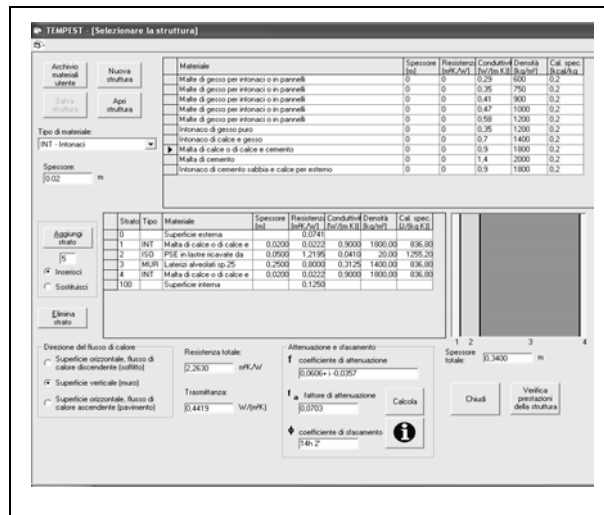 TEMPEST - [Selezionare la struttura]
Archivio materiali utente
Nuova struttura
Salva struttura
Apri struttura
Tipo di materiale:
INT - Intonaci
Spessore:
0.02 m
Materiale Spessore [m] Resistenza [m²K/W] Conduttivi [W/(m K)] Densità [kg/m³] Cal. spec. [kcal/kg
Malte di gesso per intonaci o in pannelli 0 0 0,29 600 0,2
Malte di gesso per intonaci o in pannelli 0 0 0,35 750 0,2
Malte di gesso per intonaci o in pannelli 0 0 0,41 900 0,2
Malte di gesso per intonaci o in pannelli 0 0 0,47 1000 0,2
Malte di gesso per intonaci o in pannelli 0 0 0,58 1200 0,2
Intonaco di gesso puro 0 0 0,35 1200 0,2
Intonaco di calce e gesso 0 0 0,7 1400 0,2
Malta di calce o di calce e cemento 0 0 0,9 1800 0,2
Malta di cemento 0 0 1,4 2000 0,2
Intonaco di cemento sabbia e calce per esterno 0 0 0,9 1800 0,2
Aggiungi strato
5
Inserisci
Sostituisci
Elimina strato
Strato Tipo Materiale Spessore [m] Resistenza [m²K/W] Conduttivi [W/(m K)] Densità [kg/m³] Cal. spec. [J/(kg K)]
0 Superficie esterna 0,0741
1 INT Malta di calce o di calce e 0,0200 0,0222 0,9000 1800,00 836,80
2 ISO PSE in lastre ricavate da 0,0500 1,2195 0,0410 20,00 1255,20
3 MUR Laterizi alveolati sp.25 0,2500 0,8000 0,3125 1400,00 836,80
4 INT Malta di calce o di calce e 0,0200 0,0222 0,9000 1800,00 836,80
100 Superficie interna 0,1250
1 2 3 4
Direzione del flusso di calore
Superficie orizzontale, flusso di calore discendente (soffitto)
Superficie verticale (muro)
Superficie orizzontale, flusso di calore ascendente (pavimento)
Resistenza totale:
2,2630 m²K/W
Trasmittanza:
0,4419 W/(m²K)
Attenuazione e sfasamento
f coefficiente di attenuazione
0,0606+ i -0,0357
f a fattore di attenuazione
0,0703
Calcola
ϕ coefficiente di sfasamento
14h 2'
Spessore totale: 0,3400 m
Chiudi
Verifica prestazioni della struttura